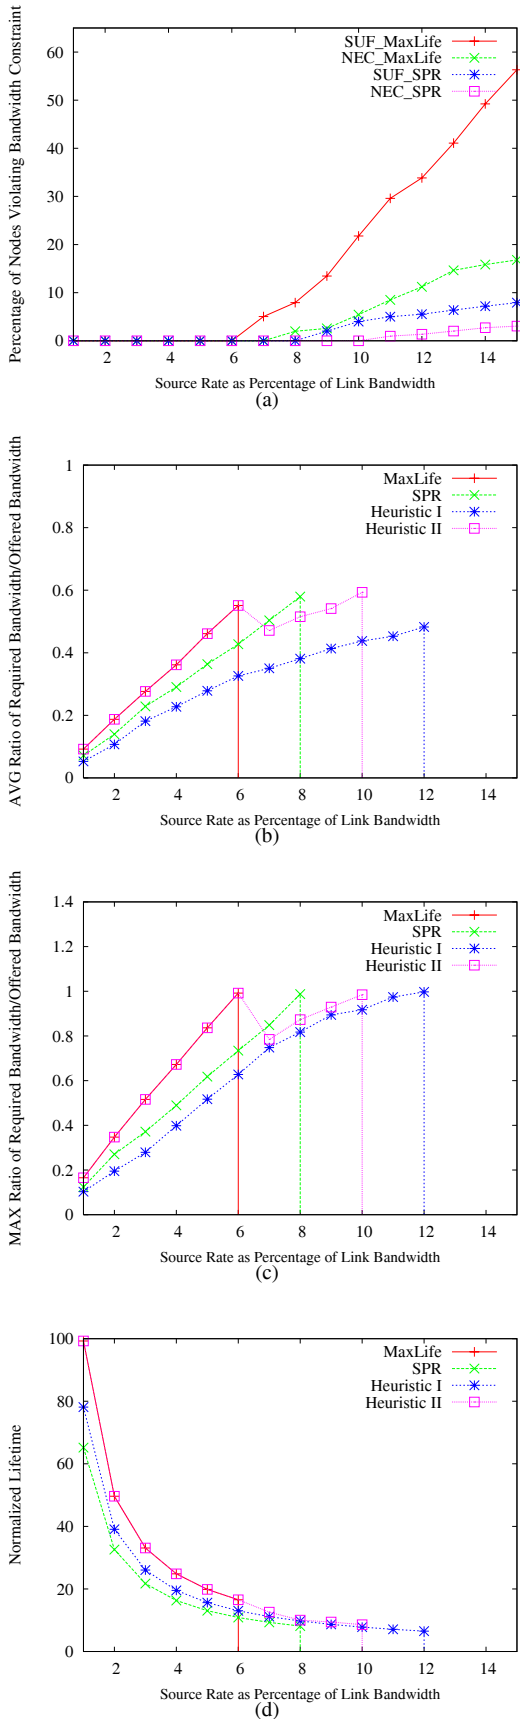 Percentage of Nodes Violating Bandwidth Constraint
60
50
40
30
20
10
0
2 4 6 8 10 12 14
SUF_MaxLife
NEC_MaxLife
SUF_SPR
NEC_SPR
Source Rate as Percentage of Link Bandwidth
(a)
AVG Ratio of Required Bandwidth/Offered Bandwidth
1
0.8
0.6
0.4
0.2
0
2 4 6 8 10 12 14
MaxLife
SPR
Heuristic I
Heuristic II
Source Rate as Percentage of Link Bandwidth
(b)
MAX Ratio of Required Bandwidth/Offered Bandwidth
1.4
1.2
1
0.8
0.6
0.4
0.2
0
2 4 6 8 10 12 14
MaxLife
SPR
Heuristic I
Heuristic II
Source Rate as Percentage of Link Bandwidth
(c)
Normalized Lifetime
100
80
60
40
20
0
2 4 6 8 10 12 14
MaxLife
SPR
Heuristic I
Heuristic II
Source Rate as Percentage of Link Bandwidth
(d)